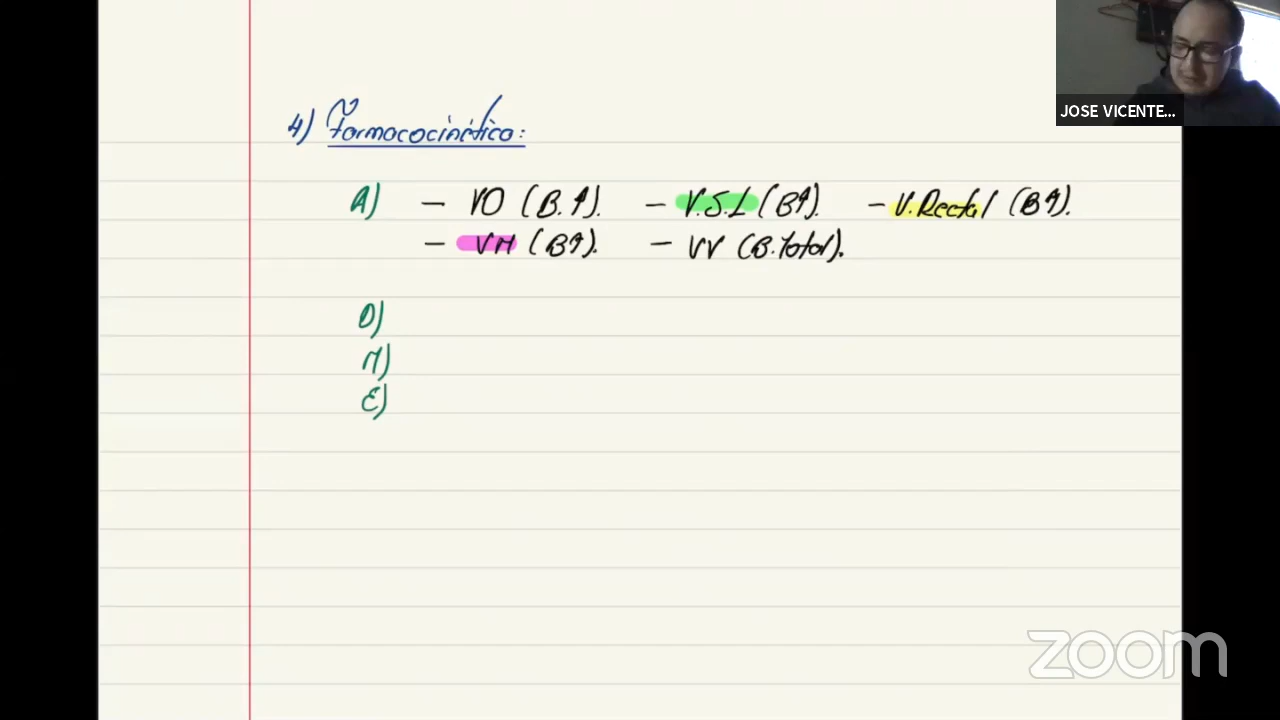 JOSE VICENTE...
4) Farmacocinética:
A) – VO (B.↑). – V.S.L (B↑). – V.Rectal (B↑).
– VM (B↑). – VV (B.Total).
D)
M)
E)
zoom